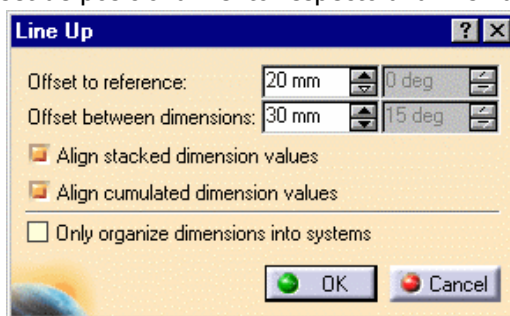 Line Up
Offset to reference: 20 mm 0 deg
Offset between dimensions: 30 mm 15 deg
Align stacked dimension values
Align cumulated dimension values
Only organize dimensions into systems
OK Cancel